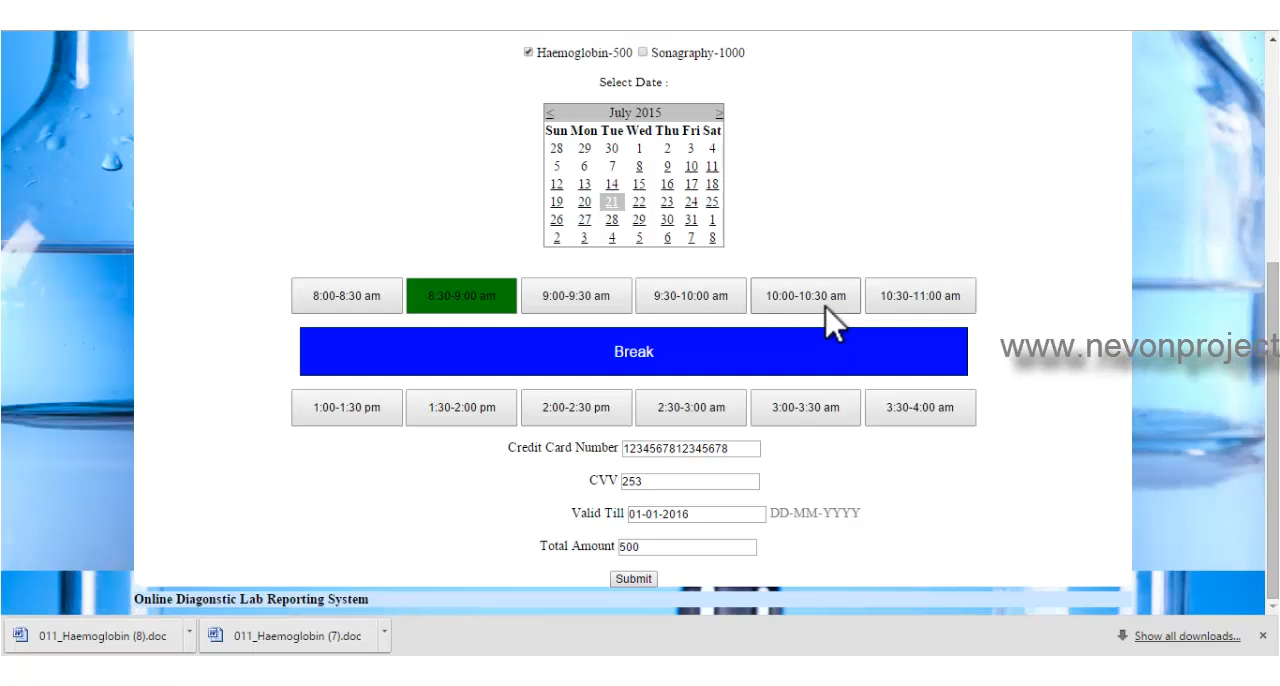 Haemoglobin-500 Sonagraphy-1000
Select Date :
< July 2015 >
Sun Mon Tue Wed Thu Fri Sat
28 29 30 1 2 3 4
5 6 7 8 9 10 11
12 13 14 15 16 17 18
19 20 21 22 23 24 25
26 27 28 29 30 31 1
2 3 4 5 6 7 8
8:00-8:30 am 8:30-9:00 am 9:00-9:30 am 9:30-10:00 am 10:00-10:30 am 10:30-11:00 am
Break
www.nevonproject
1:00-1:30 pm 1:30-2:00 pm 2:00-2:30 pm 2:30-3:00 am 3:00-3:30 am 3:30-4:00 am
Credit Card Number 1234567812345678
CVV 253
Valid Till 01-01-2016 DD-MM-YYYY
Total Amount 500
Submit
Online Diagonstic Lab Reporting System
011_Haemoglobin (8).doc 011_Haemoglobin (7).doc Show all downloads...